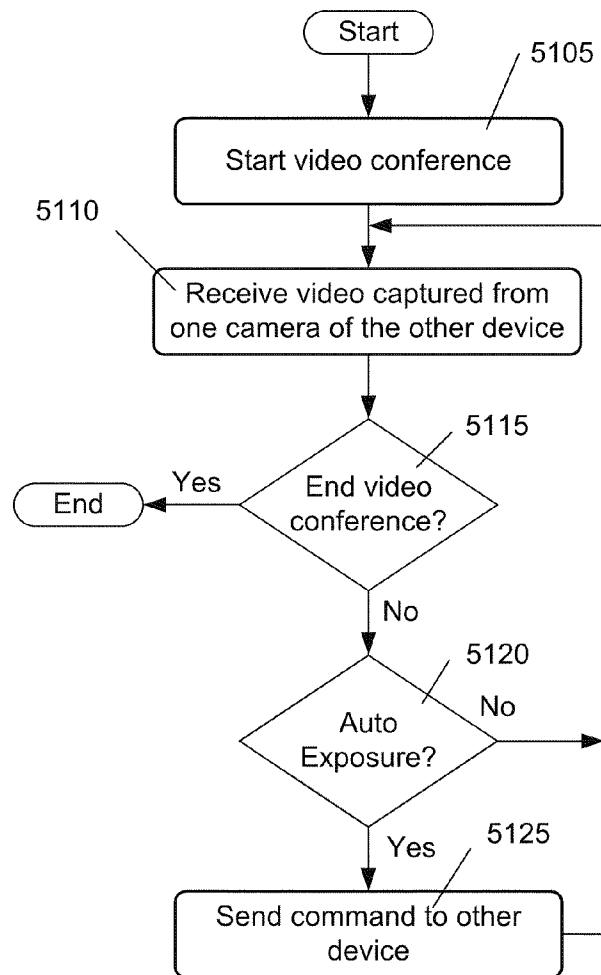 Start
5105
Start video conference
5110
Receive video captured from
one camera of the other device
5115
End video
conference?
Yes
End
No
5120
Auto
Exposure?
No
Yes
5125
Send command to other
device